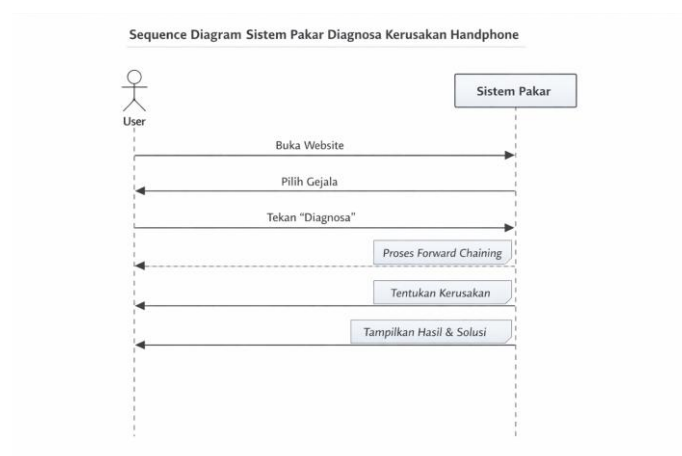 Sequence Diagram Sistem Pakar Diagnosa Kerusakan Handphone
User
Sistem Pakar
Buka Website
Pilih Gejala
Tekan "Diagnosa"
Proses Forward Chaining
Tentukan Kerusakan
Tampilkan Hasil & Solusi